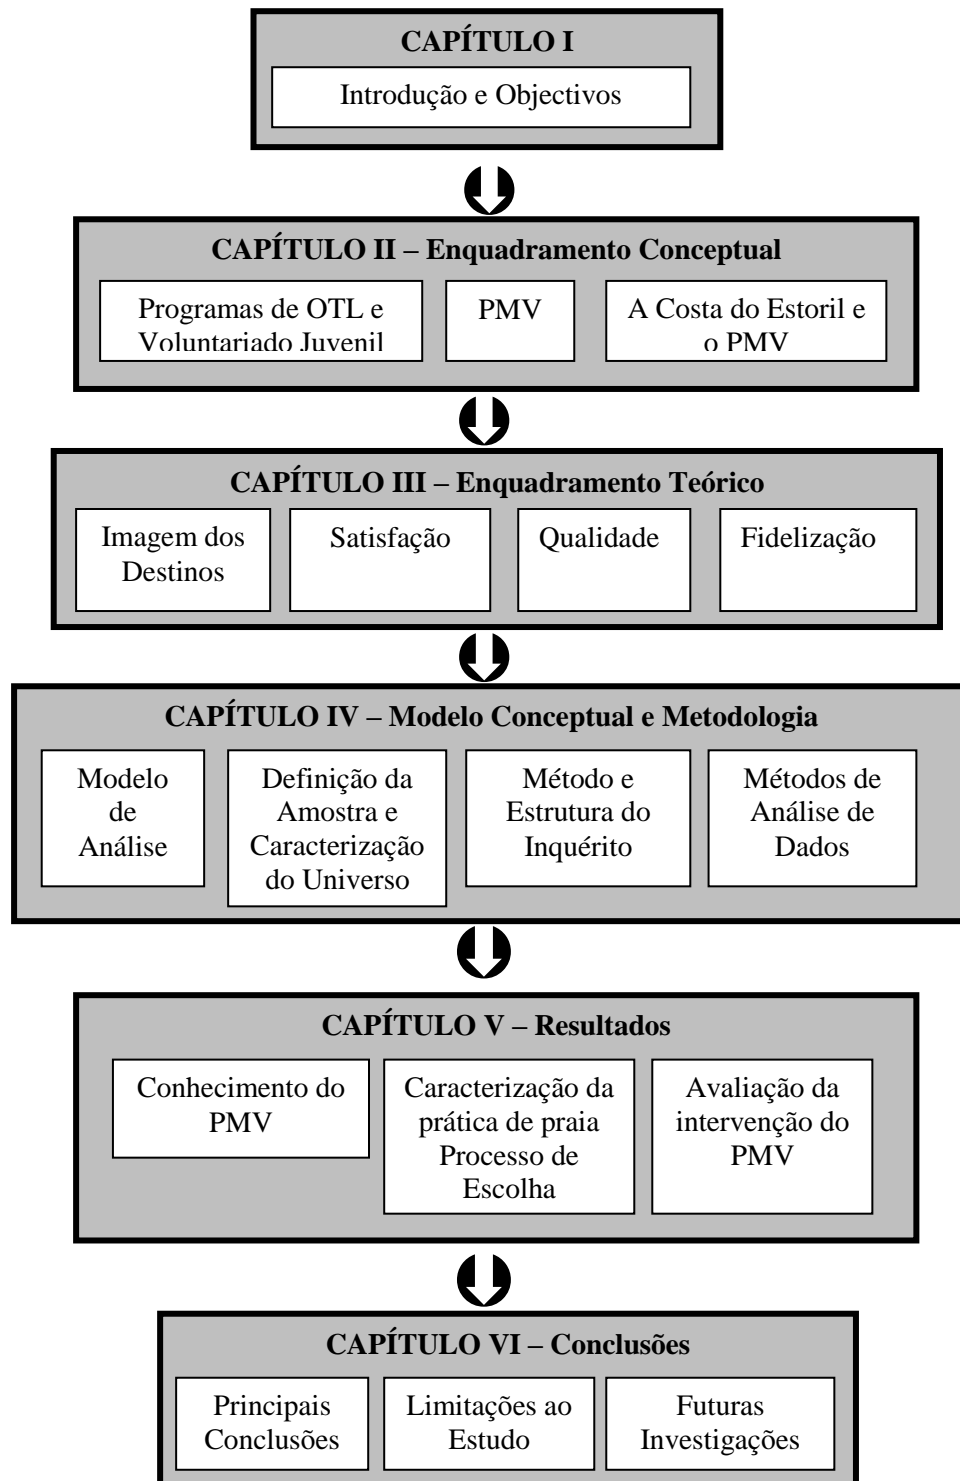 CAPÍTULO I
Introdução e Objectivos
CAPÍTULO II – Enquadramento Conceptual
Programas de OTL e
Voluntariado Juvenil
PMV
A Costa do Estoril e
o PMV
CAPÍTULO III – Enquadramento Teórico
Imagem dos
Destinos
Satisfação
Qualidade
Fidelização
CAPÍTULO IV – Modelo Conceptual e Metodologia
Modelo
de
Análise
Definição da
Amostra e
Caracterização
do Universo
Método e
Estrutura do
Inquérito
Métodos de
Análise de
Dados
CAPÍTULO V – Resultados
Conhecimento do
PMV
Caracterização da
prática de praia
Processo de
Escolha
Avaliação da
intervenção do
PMV
CAPÍTULO VI – Conclusões
Principais
Conclusões
Limitações ao
Estudo
Futuras
Investigações